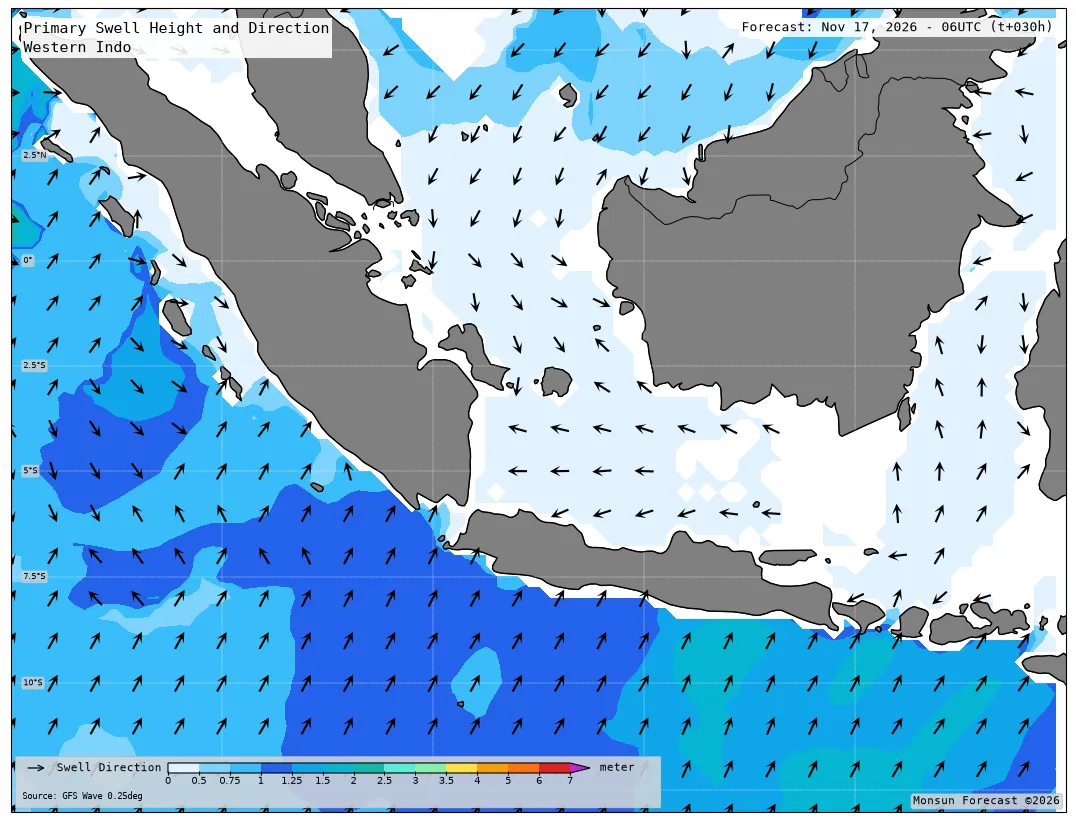 Primary Swell Height and Direction
Western Indo
Forecast: Nov 17, 2026 - 06UTC (t+030h)
2.5°N
0°
2.5°S
5°S
7.5°S
10°S
Swell Direction
0 0.5 0.75 1 1.25 1.5 2 2.5 3 3.5 4 5 6 7
meter
Source: GFS Wave 0.25deg
Monsun Forecast ©2026